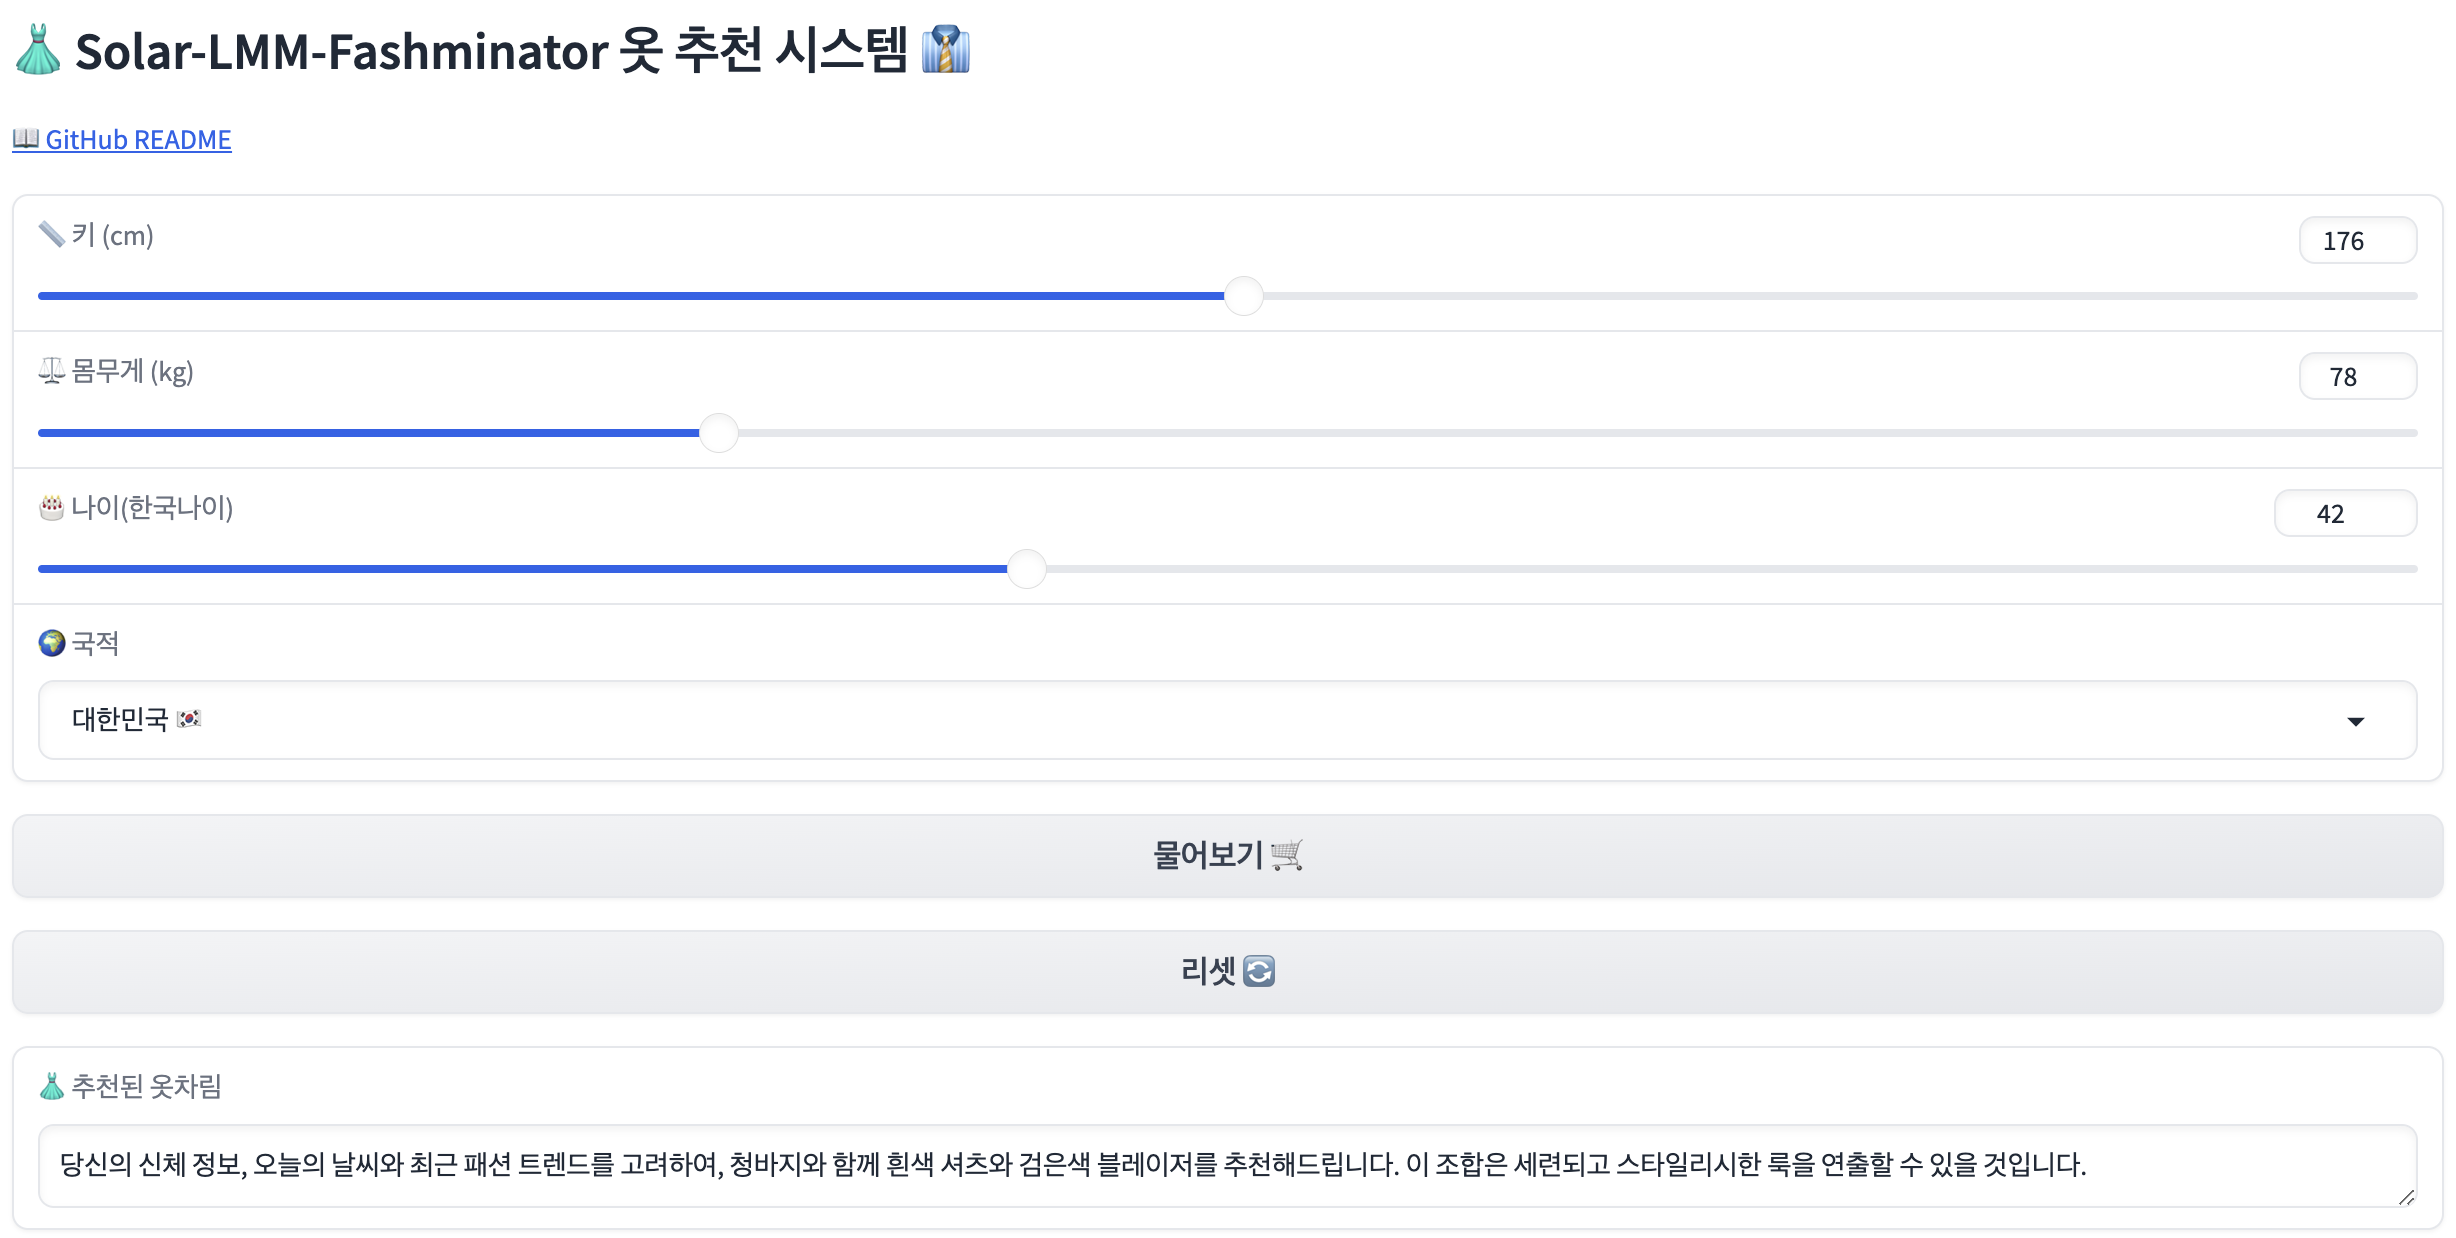 👗 Solar-LMM-Fashminator 옷 추천 시스템 👔
📖 GitHub README
📏 키 (cm)
176
⚖️ 몸무게 (kg)
78
🎂 나이(한국나이)
42
🌍 국적
대한민국 🇰🇷
물어보기 🛒
리셋 🔄
👗 추천된 옷차림
당신의 신체 정보, 오늘의 날씨와 최근 패션 트렌드를 고려하여, 청바지와 함께 흰색 셔츠와 검은색 블레이저를 추천해드립니다. 이 조합은 세련되고 스타일리시한 룩을 연출할 수 있을 것입니다.